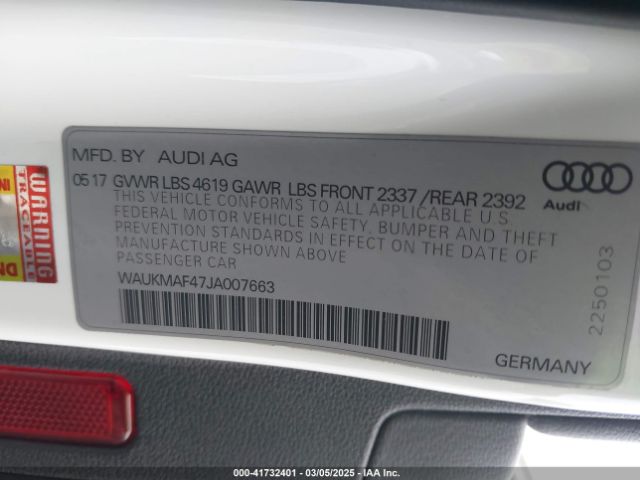 MFD. BY AUDI AG
05 17 GVWR LBS 4619 GAWR LBS FRONT 2337 /REAR 2392
THIS VEHICLE CONFORMS TO ALL APPLICABLE U S
FEDERAL MOTOR VEHICLE SAFETY, BUMPER AND THEFT
PREVENTION STANDARDS IN EFFECT ON THE DATE OF
MANUFACTURE SHOWN ABOVE
PASSENGER CAR
WAUKMAF47JA007663
Audi
2250103
GERMANY
WARNING
TRACEABLE
000-41732401 - 03/05/2025 - IAA Inc.